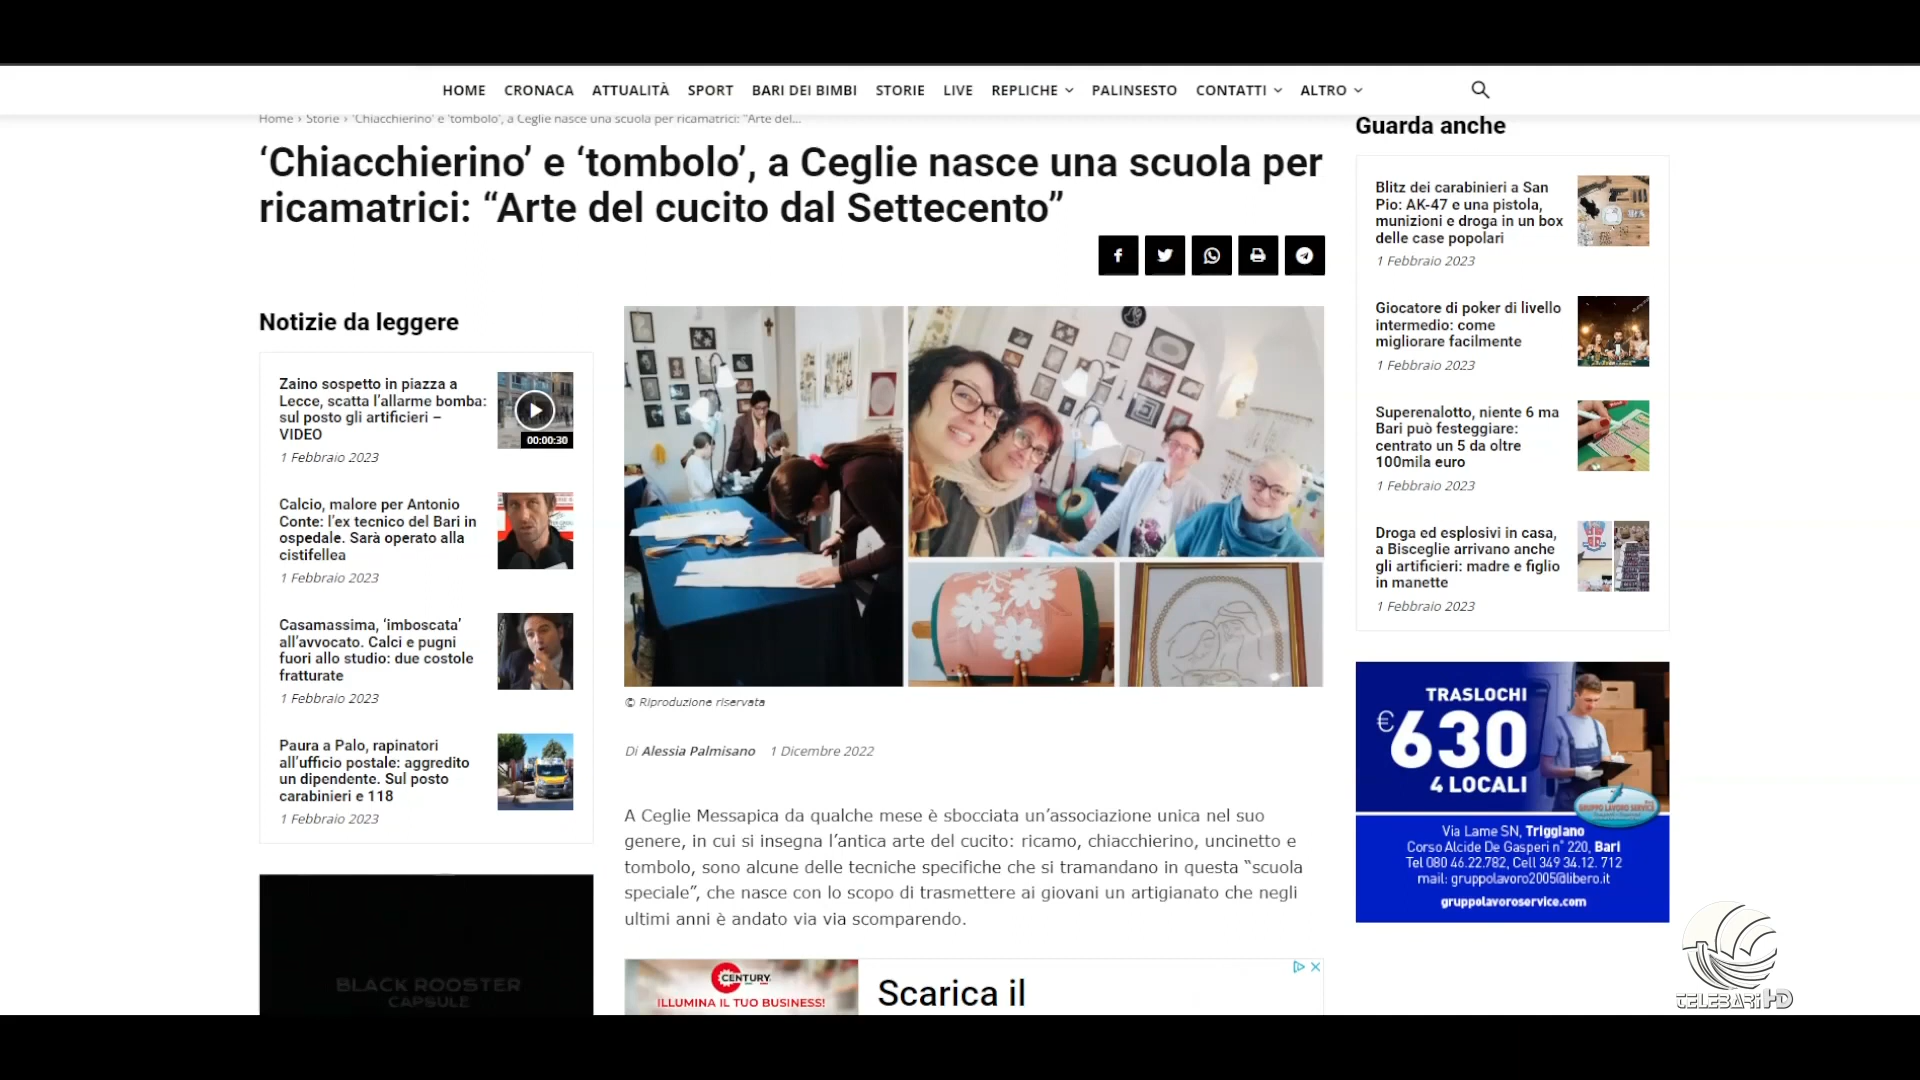 HOME CRONACA ATTUALITÀ SPORT BARI DEI BIMBI STORIE LIVE REPLICHE PALINSESTO CONTATTI ALTRO
Home › Storie › 'Chiacchierino' e 'tombolo', a Ceglie nasce una scuola per ricamatrici: "Arte del...
‘Chiacchierino’ e ‘tombolo’, a Ceglie nasce una scuola per
ricamatrici: “Arte del cucito dal Settecento”
Notizie da leggere
Zaino sospetto in piazza a
Lecce, scatta l’allarme bomba:
sul posto gli artificieri –
VIDEO
00:00:30
1 Febbraio 2023
Calcio, malore per Antonio
Conte: l’ex tecnico del Bari in
ospedale. Sarà operato alla
cistifellea
1 Febbraio 2023
Casamassima, ‘imboscata’
all’avvocato. Calci e pugni
fuori allo studio: due costole
fratturate
1 Febbraio 2023
Paura a Palo, rapinatori
all’ufficio postale: aggredito
un dipendente. Sul posto
carabinieri e 118
1 Febbraio 2023
BLACK ROOSTER
CAPSULE
© Riproduzione riservata
Di Alessia Palmisano 1 Dicembre 2022
A Ceglie Messapica da qualche mese è sbocciata un’associazione unica nel suo
genere, in cui si insegna l’antica arte del cucito: ricamo, chiacchierino, uncinetto e
tombolo, sono alcune delle tecniche specifiche che si tramandano in questa “scuola
speciale”, che nasce con lo scopo di trasmettere ai giovani un artigianato che negli
ultimi anni è andato via via scomparendo.
CENTURY
ILLUMINA IL TUO BUSINESS!
Scarica il
Guarda anche
Blitz dei carabinieri a San
Pio: AK-47 e una pistola,
munizioni e droga in un box
delle case popolari
1 Febbraio 2023
Giocatore di poker di livello
intermedio: come
migliorare facilmente
1 Febbraio 2023
Superenalotto, niente 6 ma
Bari può festeggiare:
centrato un 5 da oltre
100mila euro
1 Febbraio 2023
Droga ed esplosivi in casa,
a Bisceglie arrivano anche
gli artificieri: madre e figlio
in manette
1 Febbraio 2023
TRASLOCHI
€630
4 LOCALI
GRUPPO LAVORO SERVICE
Via Lame SN, Triggiano
Corso Alcide De Gasperi n° 220, Bari
Tel 080 46.22.782, Cell 349 34.12. 712
mail: gruppolavoro2005@libero.it
gruppolavoroservice.com
TELEBARI HD